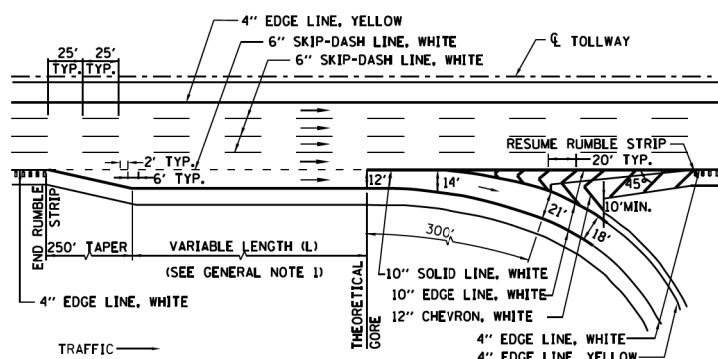 4" EDGE LINE, YELLOW
25' 25'
TYP. TYP.
6" SKIP-DASH LINE, WHITE
6" SKIP-DASH LINE, WHITE
℄ TOLLWAY
RESUME RUMBLE STRIP
2' TYP.
20' TYP.
6' TYP.
12'
14'
45°
10'MIN.
21'
18'
END RUMBLE
STRIP
300'
250' TAPER
VARIABLE LENGTH (L)
(SEE GENERAL NOTE 1)
10" SOLID LINE, WHITE
10" EDGE LINE, WHITE
12" CHEVRON, WHITE
4" EDGE LINE, WHITE
THEORETICAL
GORE
4" EDGE LINE, WHITE
4" EDGE LINE, YELLOW
TRAFFIC